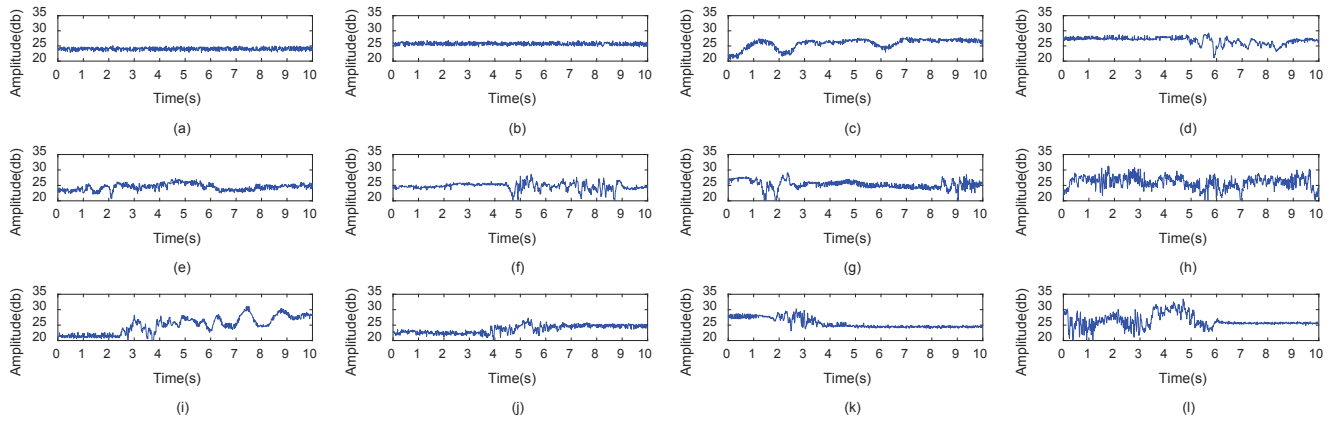 Amplitude(db) 35 30 25 20 Amplitude(db) 35 30 25 20 Amplitude(db) 35 30 25 20 Amplitude(db) 35 30 25 20
0 1 2 3 4 5 6 7 8 9 10 0 1 2 3 4 5 6 7 8 9 10 0 1 2 3 4 5 6 7 8 9 10 0 1 2 3 4 5 6 7 8 9 10
Time(s) Time(s) Time(s) Time(s)
(a) (b) (c) (d)
Amplitude(db) 35 30 25 20 Amplitude(db) 35 30 25 20 Amplitude(db) 35 30 25 20 Amplitude(db) 35 30 25 20
0 1 2 3 4 5 6 7 8 9 10 0 1 2 3 4 5 6 7 8 9 10 0 1 2 3 4 5 6 7 8 9 10 0 1 2 3 4 5 6 7 8 9 10
Time(s) Time(s) Time(s) Time(s)
(e) (f) (g) (h)
Amplitude(db) 35 30 25 20 Amplitude(db) 35 30 25 20 Amplitude(db) 35 30 25 20 Amplitude(db) 35 30 25 20
0 1 2 3 4 5 6 7 8 9 10 0 1 2 3 4 5 6 7 8 9 10 0 1 2 3 4 5 6 7 8 9 10 0 1 2 3 4 5 6 7 8 9 10
Time(s) Time(s) Time(s) Time(s)
(i) (j) (k) (l)